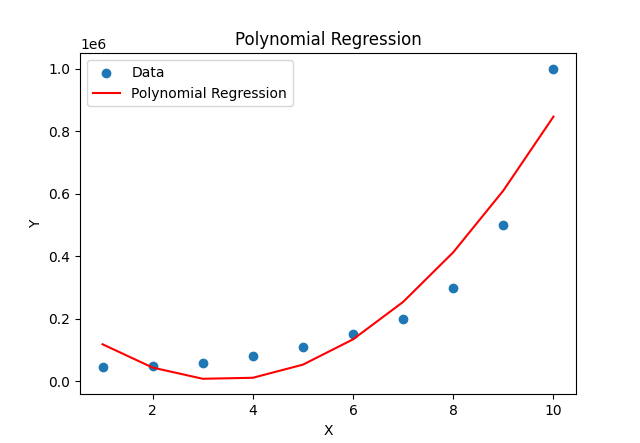 Polynomial Regression
1e6
Data
Polynomial Regression
1.0
0.8
0.6
0.4
0.2
0.0
Y
2 4 6 8 10
X